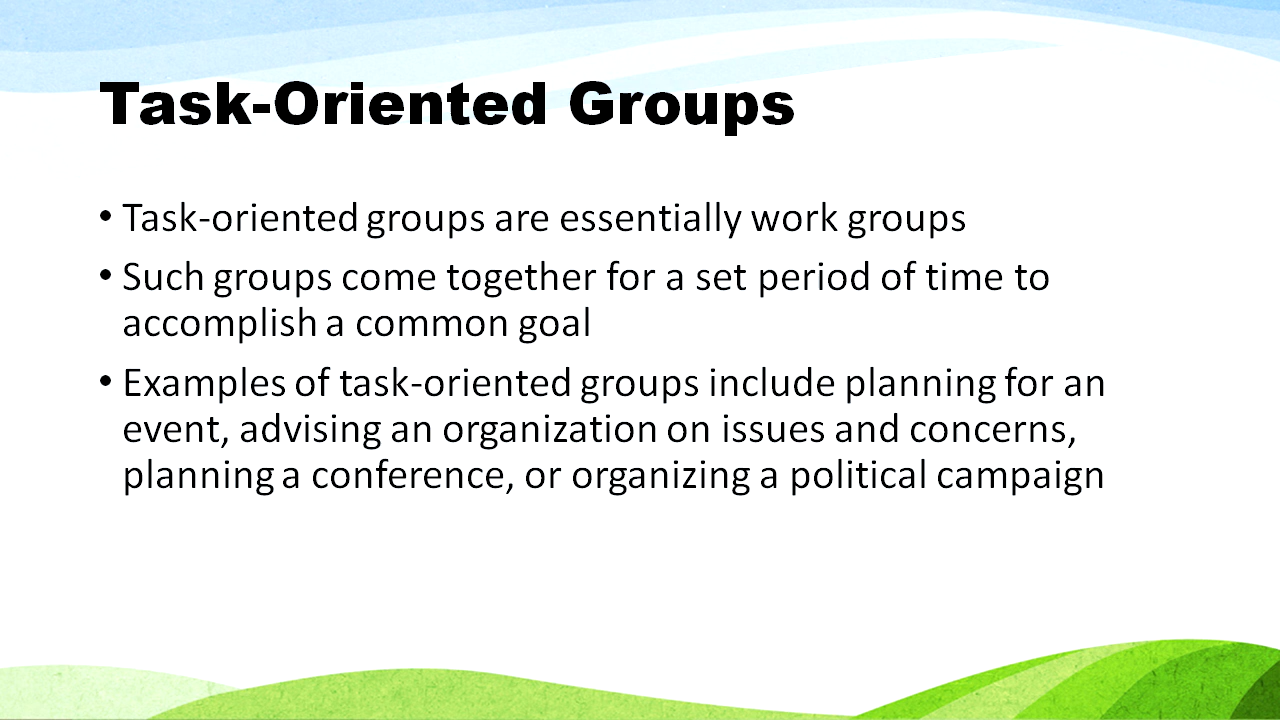 Task-Oriented Groups
• Task-oriented groups are essentially work groups
• Such groups come together for a set period of time to
accomplish a common goal
• Examples of task-oriented groups include planning for an
event, advising an organization on issues and concerns,
planning a conference, or organizing a political campaign